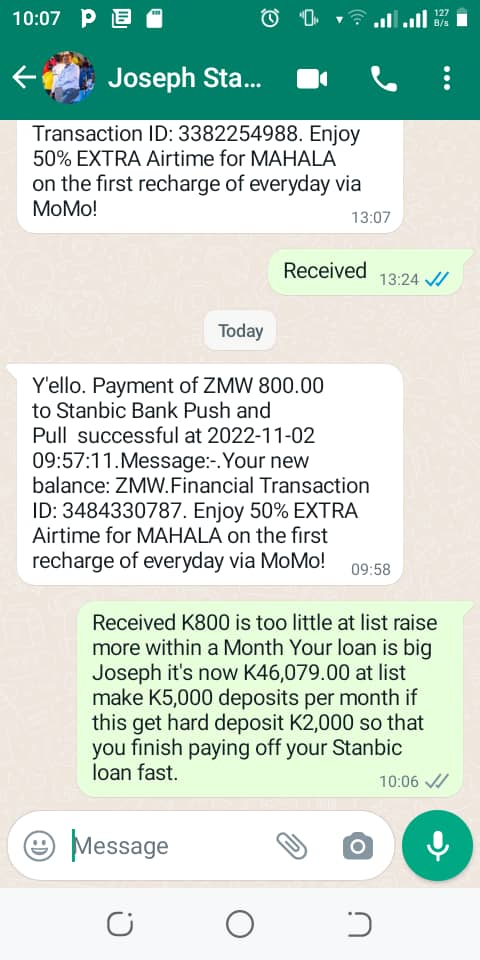 10:07
127
B/s
Joseph Sta...
Transaction ID: 3382254988. Enjoy
50% EXTRA Airtime for MAHALA
on the first recharge of everyday via
MoMo!
13:07
Received
13:24
Today
Y'ello. Payment of ZMW 800.00
to Stanbic Bank Push and
Pull  successful at 2022-11-02
09:57:11.Message:-.Your new
balance: ZMW.Financial Transaction
ID: 3484330787. Enjoy 50% EXTRA
Airtime for MAHALA on the first
recharge of everyday via MoMo!
09:58
Received K800 is too little at list raise
more within a Month Your loan is big
Joseph it's now K46,079.00 at list
make K5,000 deposits per month if
this get hard deposit K2,000 so that
you finish paying off your Stanbic
loan fast.
10:06
Message